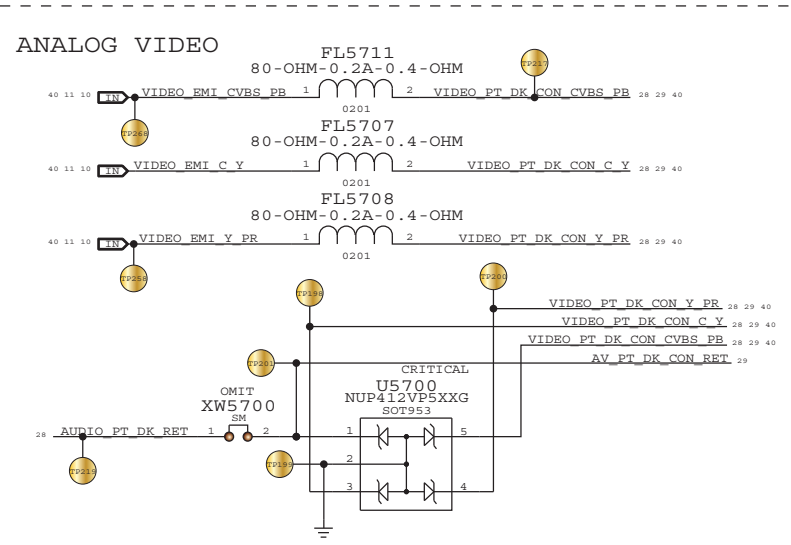 ANALOG VIDEO
FL5711
80-OHM-0.2A-0.4-OHM
TP217
40 11 10 IN VIDEO_EMI_CVBS_PB 1 2 VIDEO_PT_DK_CON_CVBS_PB 28 29 40
0201
TP268
FL5707
80-OHM-0.2A-0.4-OHM
40 11 10 IN VIDEO_EMI_C_Y 1 2 VIDEO_PT_DK_CON_C_Y 28 29 40
0201
FL5708
80-OHM-0.2A-0.4-OHM
40 11 10 IN VIDEO_EMI_Y_PR 1 2 VIDEO_PT_DK_CON_Y_PR 28 29 40
0201
TP258
TP198
TP200
VIDEO_PT_DK_CON_Y_PR 28 29 40
VIDEO_PT_DK_CON_C_Y 28 29 40
VIDEO_PT_DK_CON_CVBS_PB 28 29 40
AV_PT_DK_CON_RET 29
TP201
CRITICAL
U5700
NUP412VP5XXG
SOT953
OMIT
XW5700
SM
28 AUDIO_PT_DK_RET 1 2 1 5
TP219
TP199
2
3 4